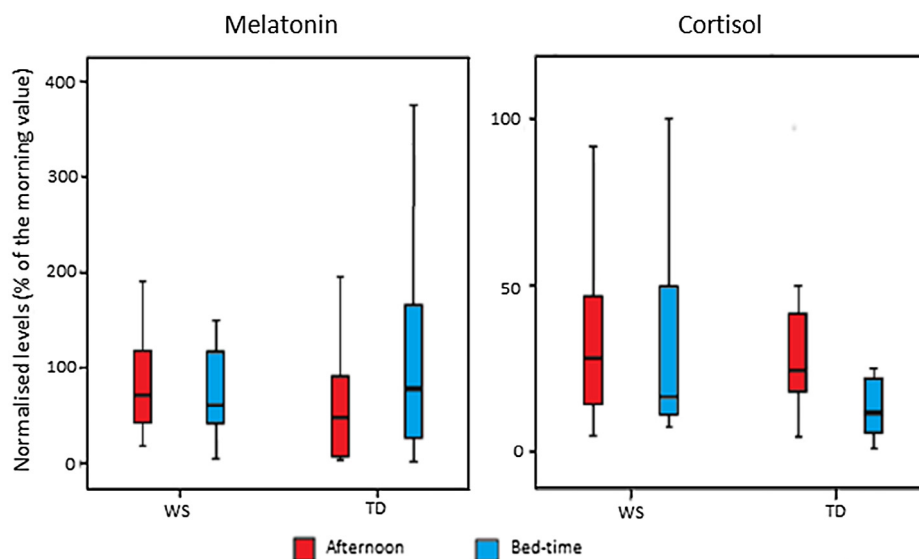 Melatonin
Cortisol
Normalised levels (% of the morning value)
400
300
200
100
0
WS
TD
100
50
0
WS
TD
Afternoon
Bed-time